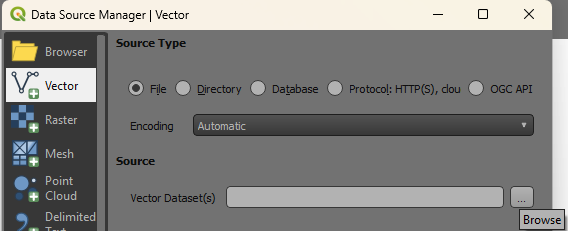 Data Source Manager | Vector
Browser
Vector
Raster
Mesh
Point
Cloud
Delimited
Text
Source Type
File
Directory
Database
Protocol: HTTP(S), clou
OGC API
Encoding
Automatic
Source
Vector Dataset(s)
...
Browse